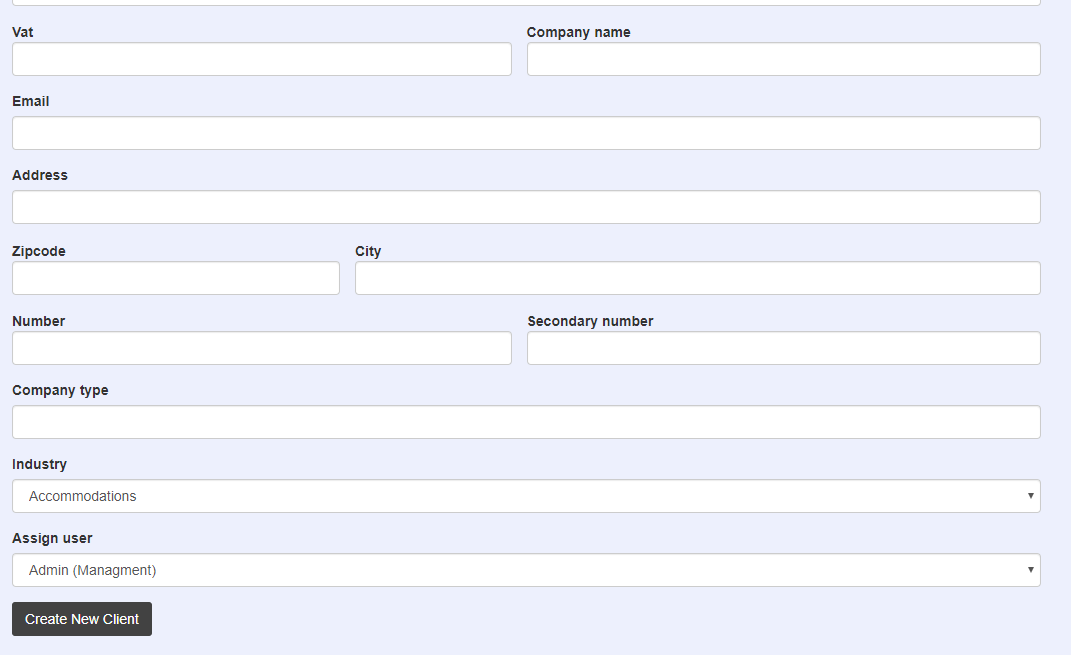 Vat Company name
Email
Address
Zipcode City
Number Secondary number
Company type
Industry
Accommodations
Assign user
Admin (Managment)
Create New Client